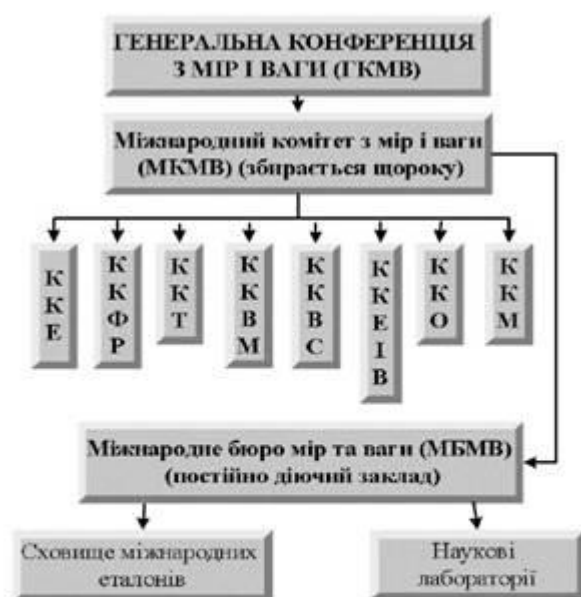 ГЕНЕРАЛЬНА КОНФЕРЕНЦІЯ
З МІР І ВАГИ (ГКМВ)
Міжнародний комітет з мір і ваги
(МКМВ) (збирається щороку)
ККЕ
ККФР
ККТ
ККВМ
ККВС
ККЕІВ
ККО
ККМ
Міжнародне бюро мір та ваги (МБМВ)
(постійно діючий заклад)
Сховище міжнародних
еталонів
Наукові
лабораторії